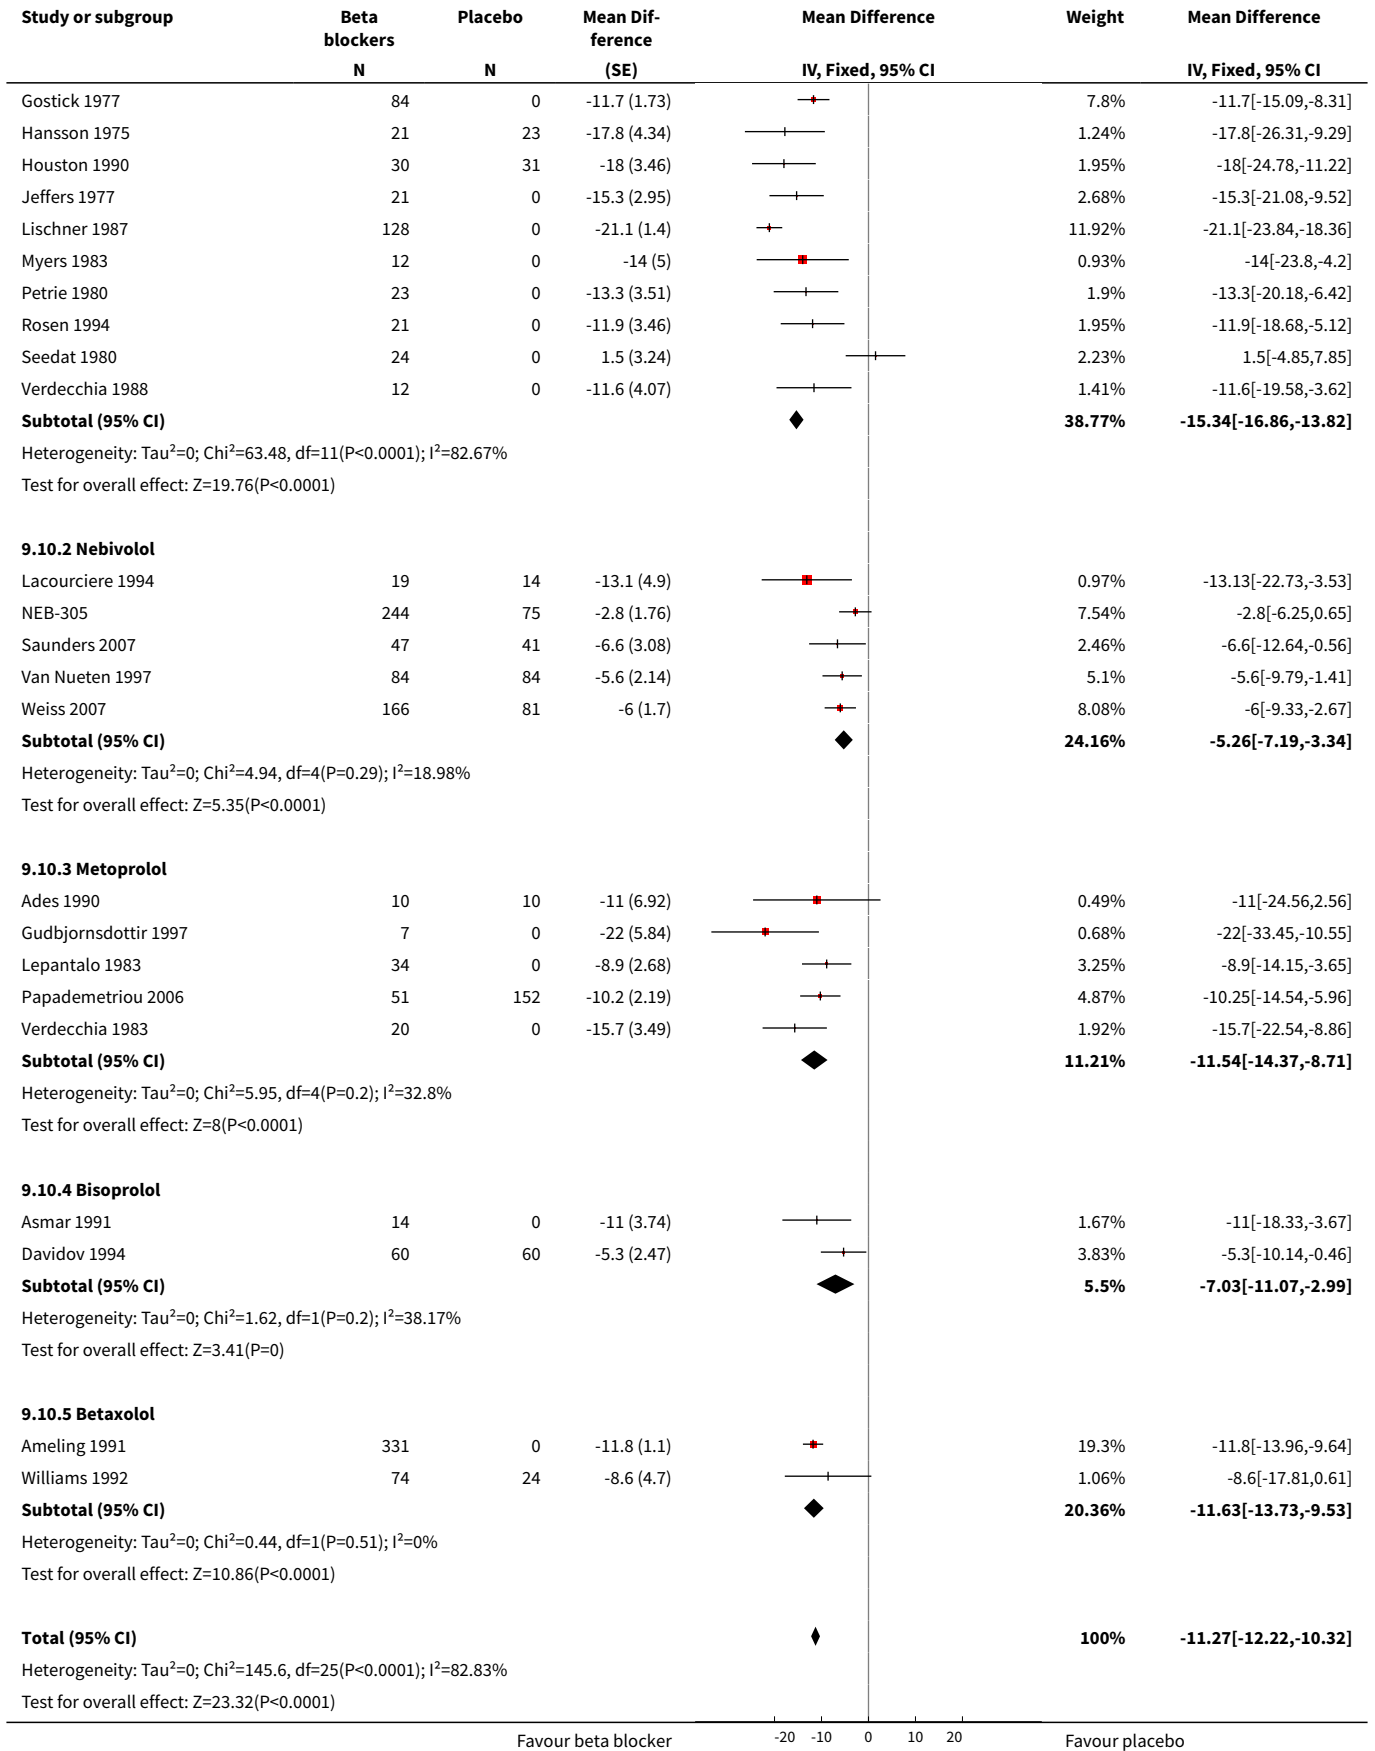 Study or subgroup Beta blockers Placebo Mean Dif- ference Mean Difference Weight Mean Difference
N N (SE) IV, Fixed, 95% CI IV, Fixed, 95% CI
Gostick 1977 84 0 -11.7 (1.73) 7.8% -11.7[-15.09,-8.31]
Hansson 1975 21 23 -17.8 (4.34) 1.24% -17.8[-26.31,-9.29]
Houston 1990 30 31 -18 (3.46) 1.95% -18[-24.78,-11.22]
Jeffers 1977 21 0 -15.3 (2.95) 2.68% -15.3[-21.08,-9.52]
Lischner 1987 128 0 -21.1 (1.4) 11.92% -21.1[-23.84,-18.36]
Myers 1983 12 0 -14 (5) 0.93% -14[-23.8,-4.2]
Petrie 1980 23 0 -13.3 (3.51) 1.9% -13.3[-20.18,-6.42]
Rosen 1994 21 0 -11.9 (3.46) 1.95% -11.9[-18.68,-5.12]
Seedat 1980 24 0 1.5 (3.24) 2.23% 1.5[-4.85,7.85]
Verdecchia 1988 12 0 -11.6 (4.07) 1.41% -11.6[-19.58,-3.62]
Subtotal (95% CI) 38.77% -15.34[-16.86,-13.82]
Heterogeneity: Tau²=0; Chi²=63.48, df=11(P<0.0001); I²=82.67%
Test for overall effect: Z=19.76(P<0.0001)
9.10.2 Nebivolol
Lacourciere 1994 19 14 -13.1 (4.9) 0.97% -13.13[-22.73,-3.53]
NEB-305 244 75 -2.8 (1.76) 7.54% -2.8[-6.25,0.65]
Saunders 2007 47 41 -6.6 (3.08) 2.46% -6.6[-12.64,-0.56]
Van Nueten 1997 84 84 -5.6 (2.14) 5.1% -5.6[-9.79,-1.41]
Weiss 2007 166 81 -6 (1.7) 8.08% -6[-9.33,-2.67]
Subtotal (95% CI) 24.16% -5.26[-7.19,-3.34]
Heterogeneity: Tau²=0; Chi²=4.94, df=4(P=0.29); I²=18.98%
Test for overall effect: Z=5.35(P<0.0001)
9.10.3 Metoprolol
Ades 1990 10 10 -11 (6.92) 0.49% -11[-24.56,2.56]
Gudbjornsdottir 1997 7 0 -22 (5.84) 0.68% -22[-33.45,-10.55]
Lepantalo 1983 34 0 -8.9 (2.68) 3.25% -8.9[-14.15,-3.65]
Papademetriou 2006 51 152 -10.2 (2.19) 4.87% -10.25[-14.54,-5.96]
Verdecchia 1983 20 0 -15.7 (3.49) 1.92% -15.7[-22.54,-8.86]
Subtotal (95% CI) 11.21% -11.54[-14.37,-8.71]
Heterogeneity: Tau²=0; Chi²=5.95, df=4(P=0.2); I²=32.8%
Test for overall effect: Z=8(P<0.0001)
9.10.4 Bisoprolol
Asmar 1991 14 0 -11 (3.74) 1.67% -11[-18.33,-3.67]
Davidov 1994 60 60 -5.3 (2.47) 3.83% -5.3[-10.14,-0.46]
Subtotal (95% CI) 5.5% -7.03[-11.07,-2.99]
Heterogeneity: Tau²=0; Chi²=1.62, df=1(P=0.2); I²=38.17%
Test for overall effect: Z=3.41(P=0)
9.10.5 Betaxolol
Ameling 1991 331 0 -11.8 (1.1) 19.3% -11.8[-13.96,-9.64]
Williams 1992 74 24 -8.6 (4.7) 1.06% -8.6[-17.81,0.61]
Subtotal (95% CI) 20.36% -11.63[-13.73,-9.53]
Heterogeneity: Tau²=0; Chi²=0.44, df=1(P=0.51); I²=0%
Test for overall effect: Z=10.86(P<0.0001)
Total (95% CI) 100% -11.27[-12.22,-10.32]
Heterogeneity: Tau²=0; Chi²=145.6, df=25(P<0.0001); I²=82.83%
Test for overall effect: Z=23.32(P<0.0001)
Favour beta blocker -20 -10 0 10 20 Favour placebo